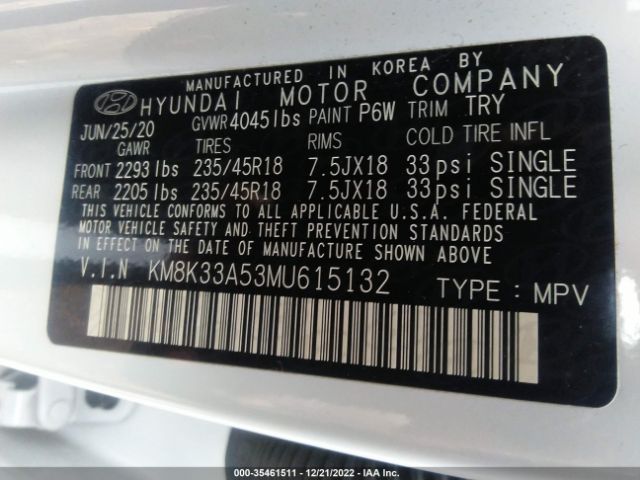 MANUFACTURED IN KOREA BY
HYUNDAI MOTOR COMPANY
JUN/25/20 GVWR 4045lbs PAINT P6W TRIM TRY
GAWR TIRES RIMS COLD TIRE INFL
FRONT 2293lbs 235/45R18 7.5JX18 33psi SINGLE
REAR 2205lbs 235/45R18 7.5JX18 33psi SINGLE
THIS VEHICLE CONFORMS TO ALL APPLICABLE U.S.A. FEDERAL
MOTOR VEHICLE SAFETY AND THEFT PREVENTION STANDARDS
IN EFFECT ON THE DATE OF MANUFACTURE SHOWN ABOVE
V.I.N KM8K33A53MU615132 TYPE : MPV
000-35461511 - 12/21/2022 - IAA Inc.